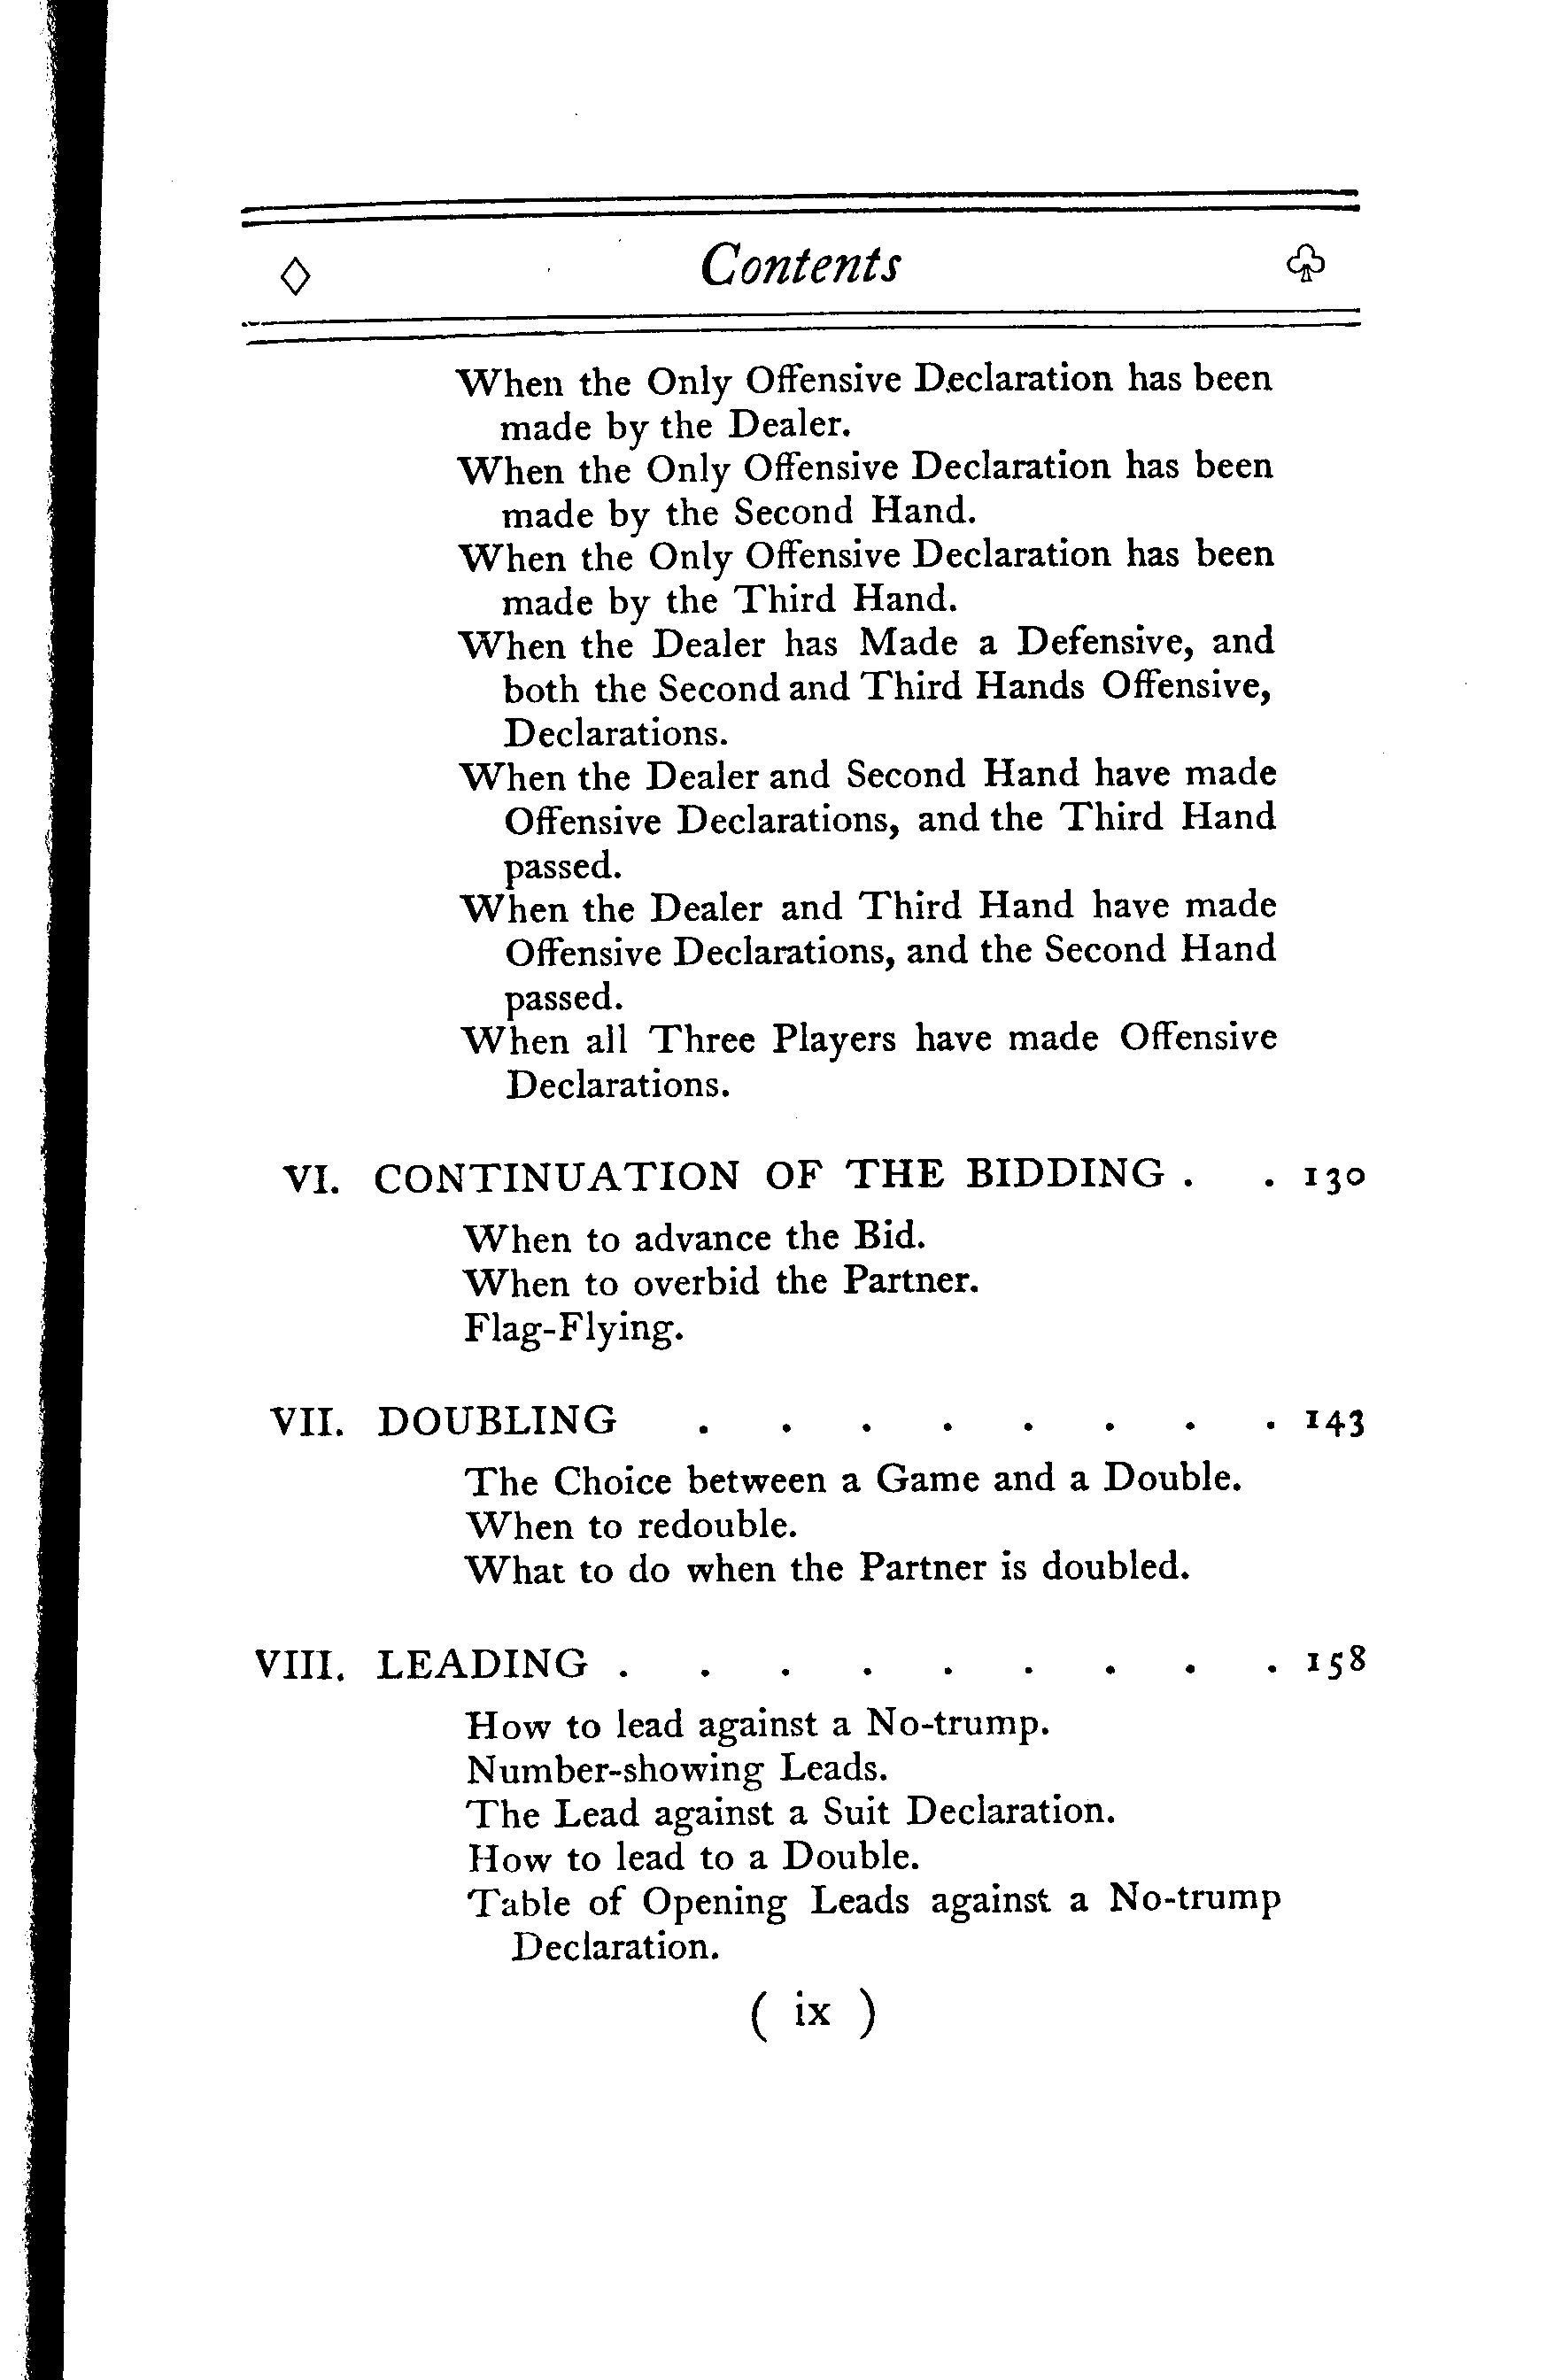 ◇ Contents ♧
When the Only Offensive Declaration has been
made by the Dealer.
When the Only Offensive Declaration has been
made by the Second Hand.
When the Only Offensive Declaration has been
made by the Third Hand.
When the Dealer has Made a Defensive, and
both the Second and Third Hands Offensive,
Declarations.
When the Dealer and Second Hand have made
Offensive Declarations, and the Third Hand
passed.
When the Dealer and Third Hand have made
Offensive Declarations, and the Second Hand
passed.
When all Three Players have made Offensive
Declarations.
VI. CONTINUATION OF THE BIDDING . . 130
When to advance the Bid.
When to overbid the Partner.
Flag-Flying.
VII. DOUBLING . . . . . . . . 143
The Choice between a Game and a Double.
When to redouble.
What to do when the Partner is doubled.
VIII. LEADING . . . . . . . . . 158
How to lead against a No-trump.
Number-showing Leads.
The Lead against a Suit Declaration.
How to lead to a Double.
Table of Opening Leads against a No-trump
Declaration.
( ix )